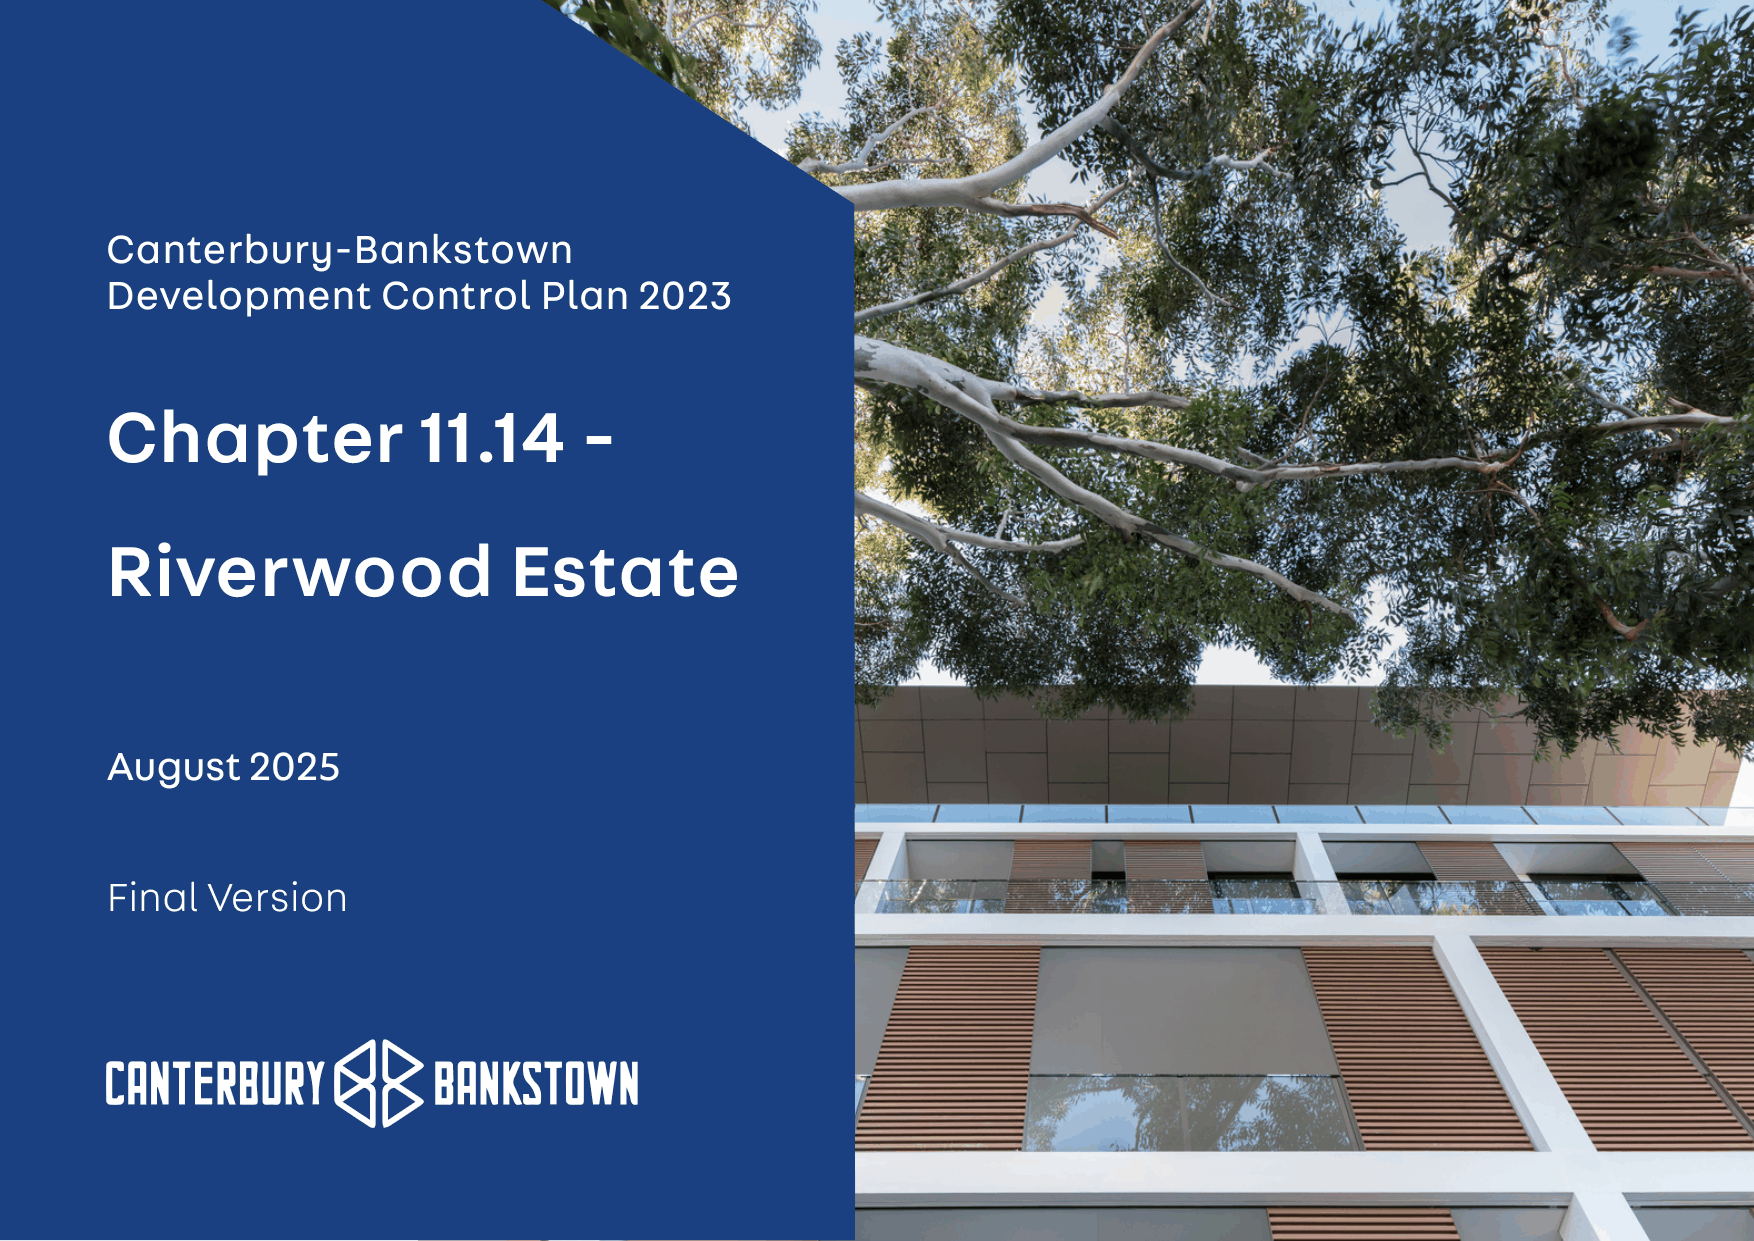 Canterbury-Bankstown
Development Control Plan 2023
Chapter 11.14 –
Riverwood Estate
August 2025
Final Version
CANTERBURY BANKSTOWN